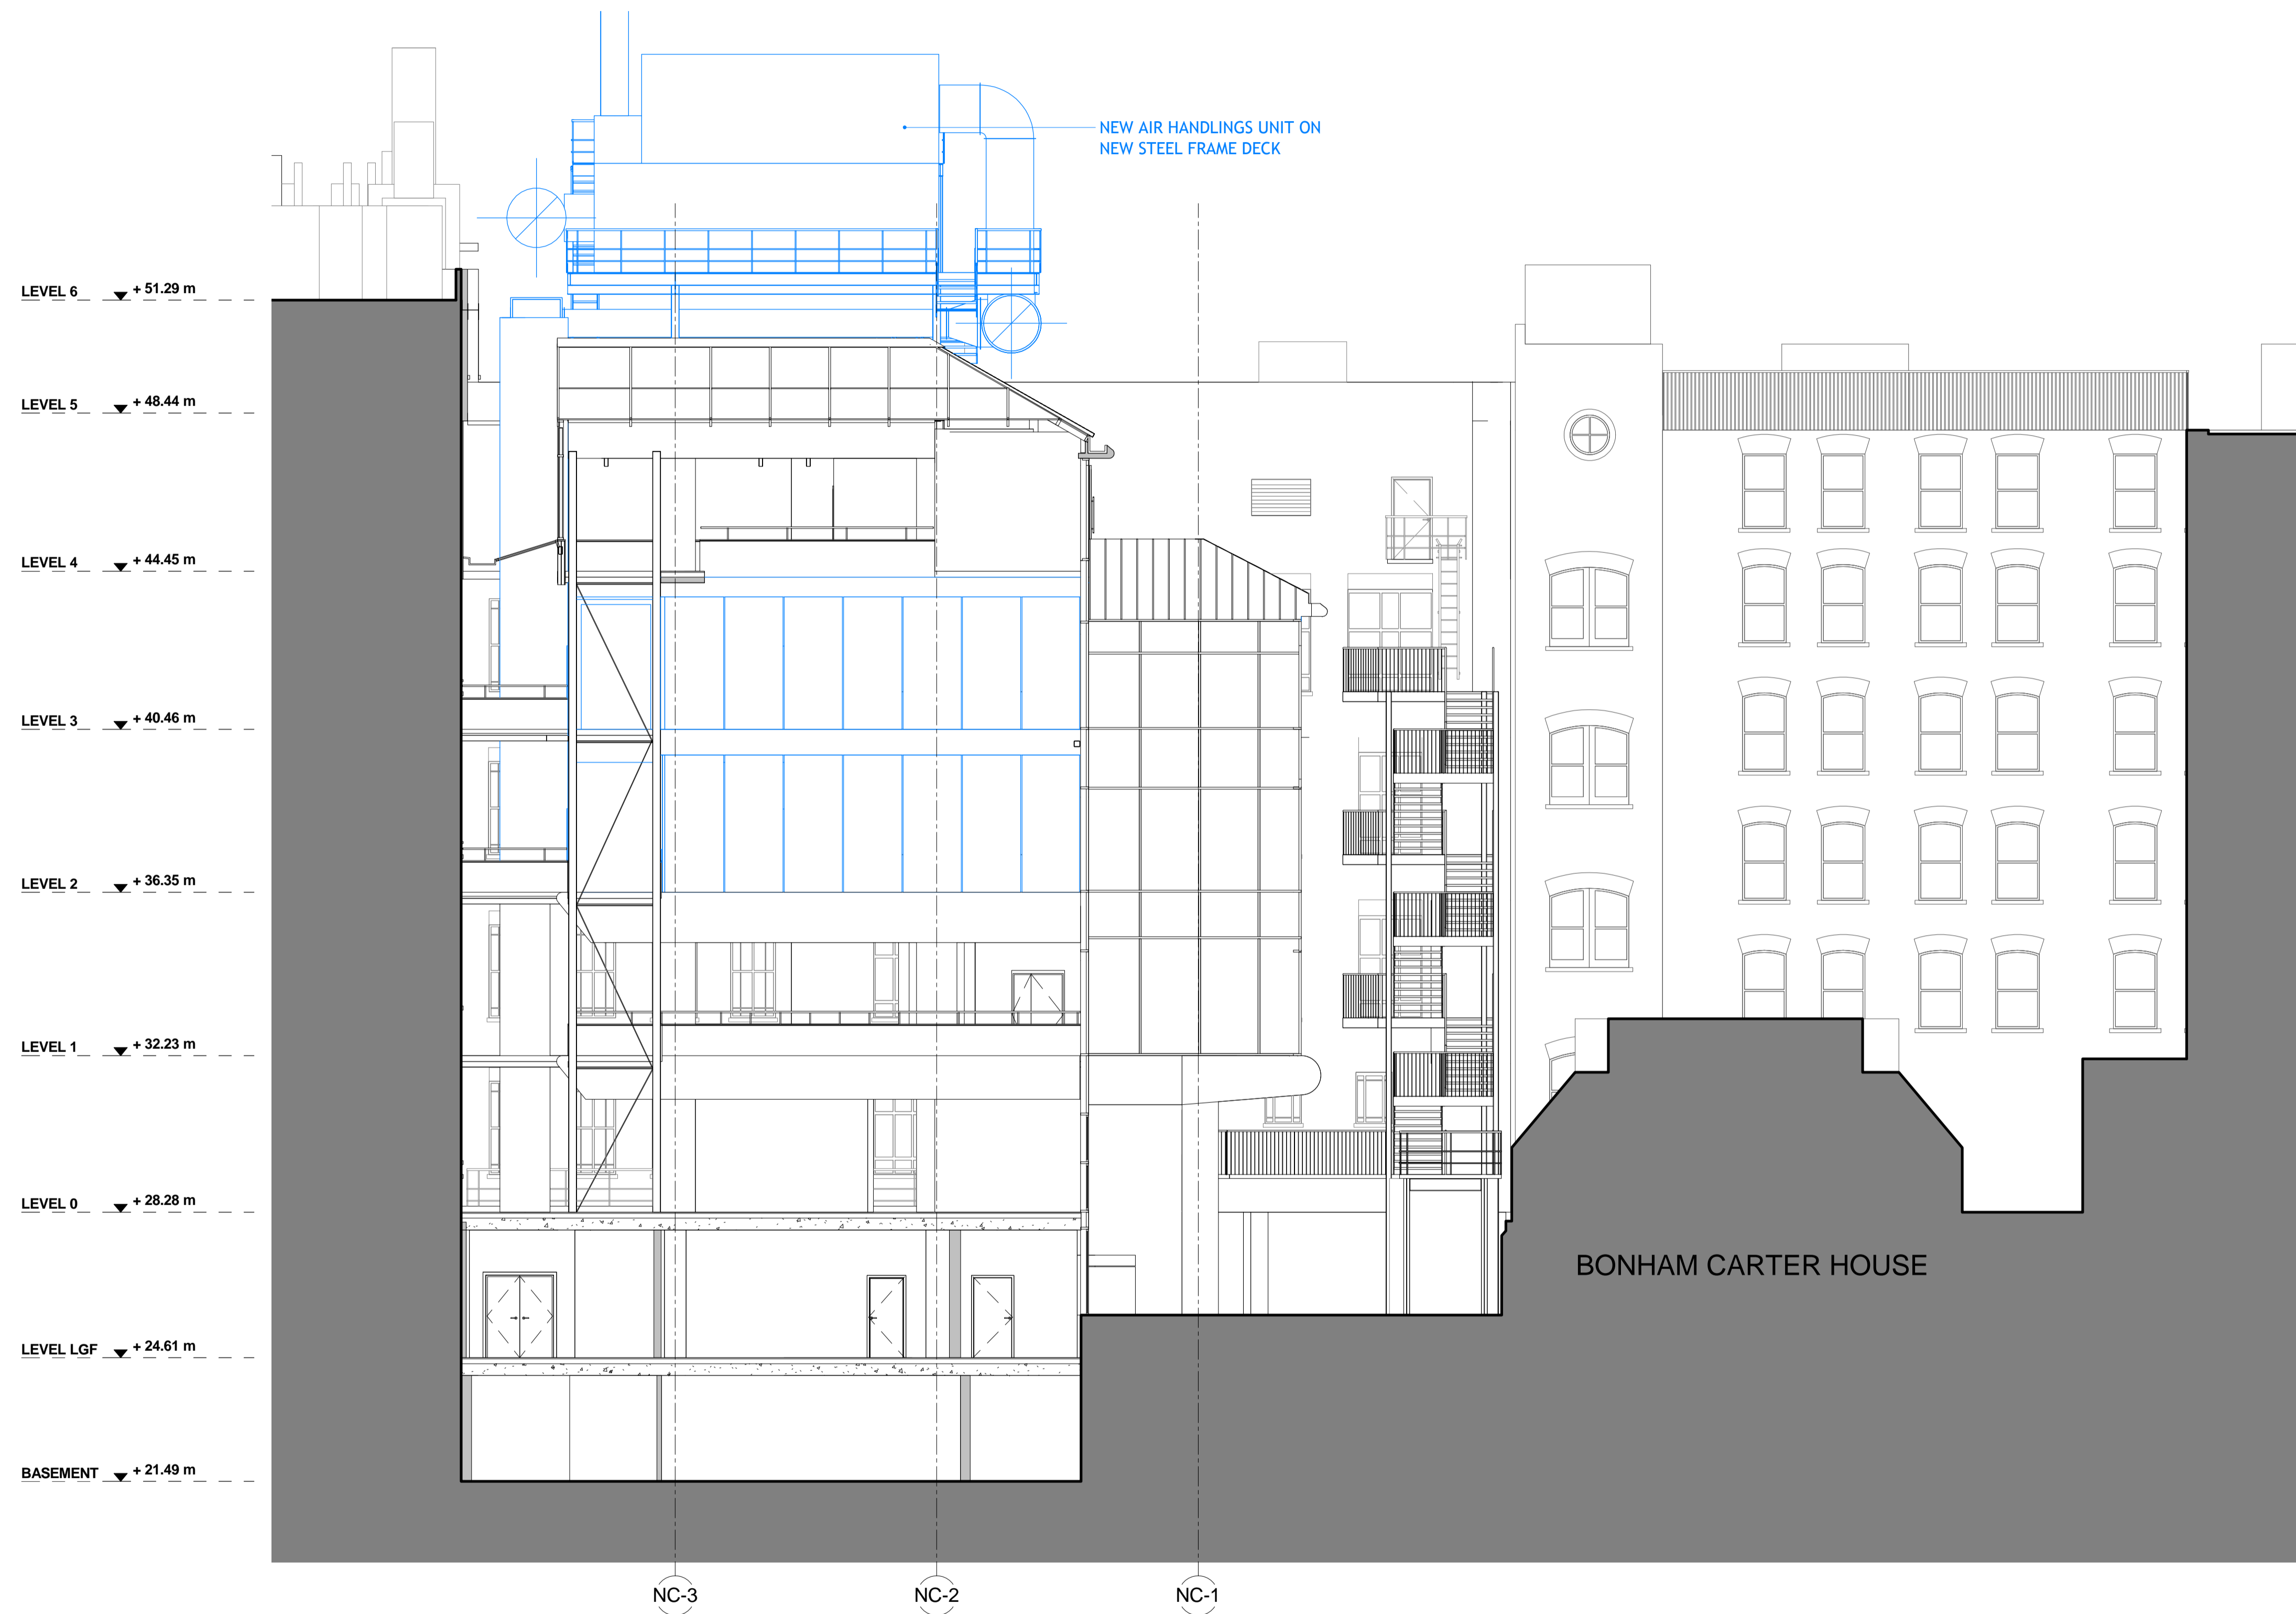 NEW AIR HANDLINGS UNIT ON
NEW STEEL FRAME DECK
LEVEL 6 + 51.29 m
LEVEL 5 + 48.44 m
LEVEL 4 + 44.45 m
LEVEL 3 + 40.46 m
LEVEL 2 + 36.35 m
LEVEL 1 + 32.23 m
LEVEL 0 + 28.28 m
BONHAM CARTER HOUSE
LEVEL LGF + 24.61 m
BASEMENT + 21.49 m
NC-3 NC-2 NC-1